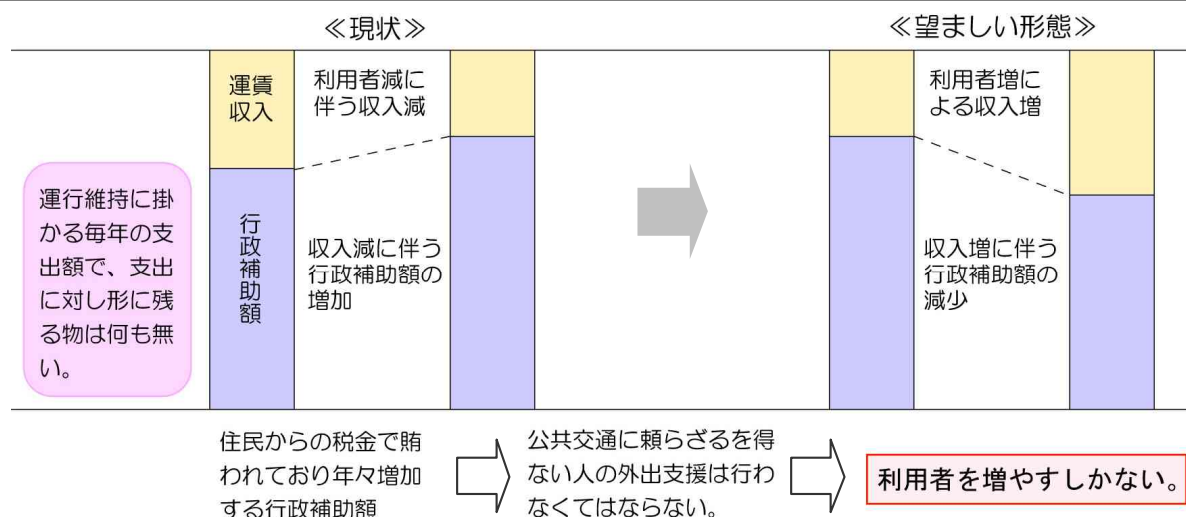 ≪現状≫
≪望ましい形態≫
運賃
収入
利用者減に
伴う収入減
利用者増に
よる収入増
運行維持に掛
かる毎年の支
出額で、支出
に対し形に残
る物は何も無
い。
行政補助額
収入減に伴う
行政補助額の
増加
収入増に伴う
行政補助額の
減少
住民からの税金で賄
われており年々増加
する行政補助額
公共交通に頼らざるを得
ない人の外出支援は行わ
なくてはならない。
利用者を増やすしかない。